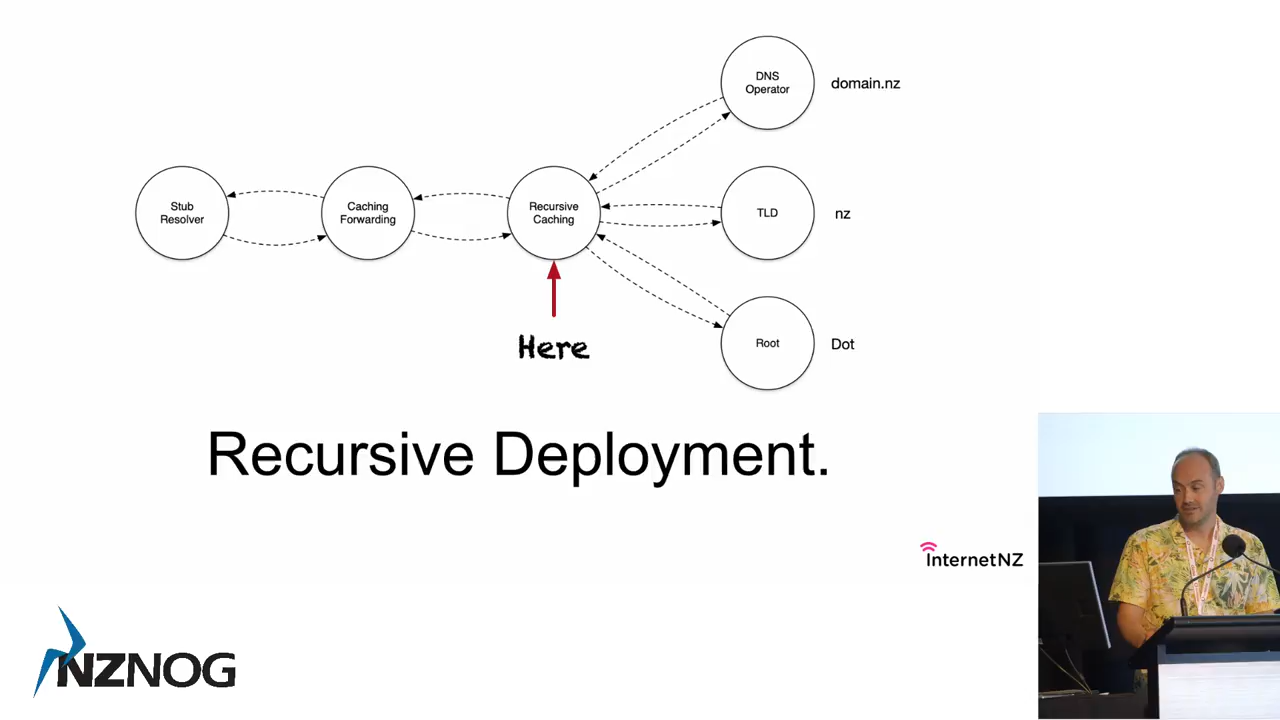 DNS
Operator
domain.nz
Stub
Resolver
Caching
Forwarding
Recursive
Caching
TLD
nz
Here
Root
Dot
Recursive Deployment.
InternetNZ
NZNOG